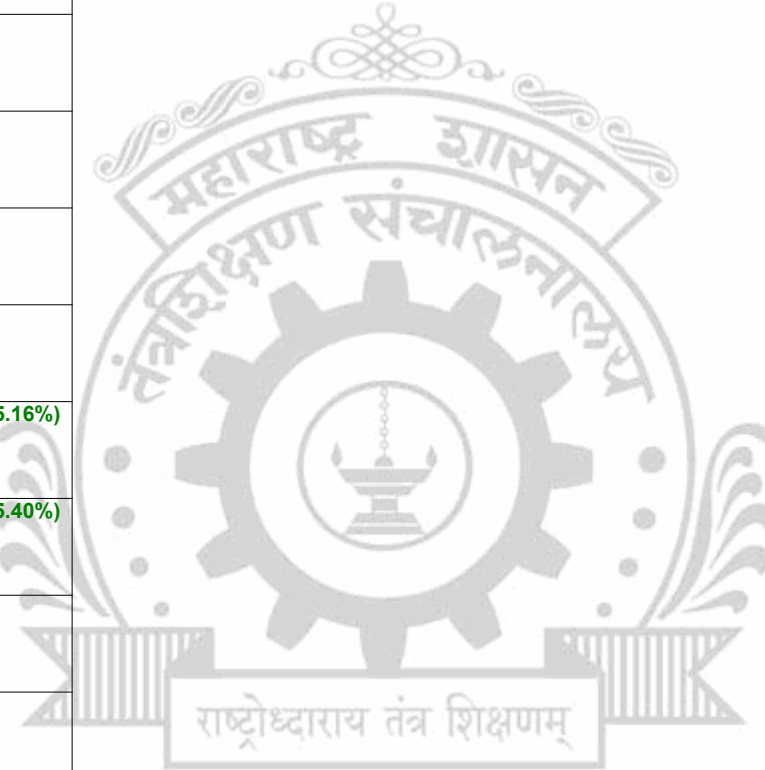 महाराष्ट्र शासन
तंत्रशिक्षण संचालनालय
5.16%)
5.40%)
राष्ट्रोध्दाराय तंत्र शिक्षणम्